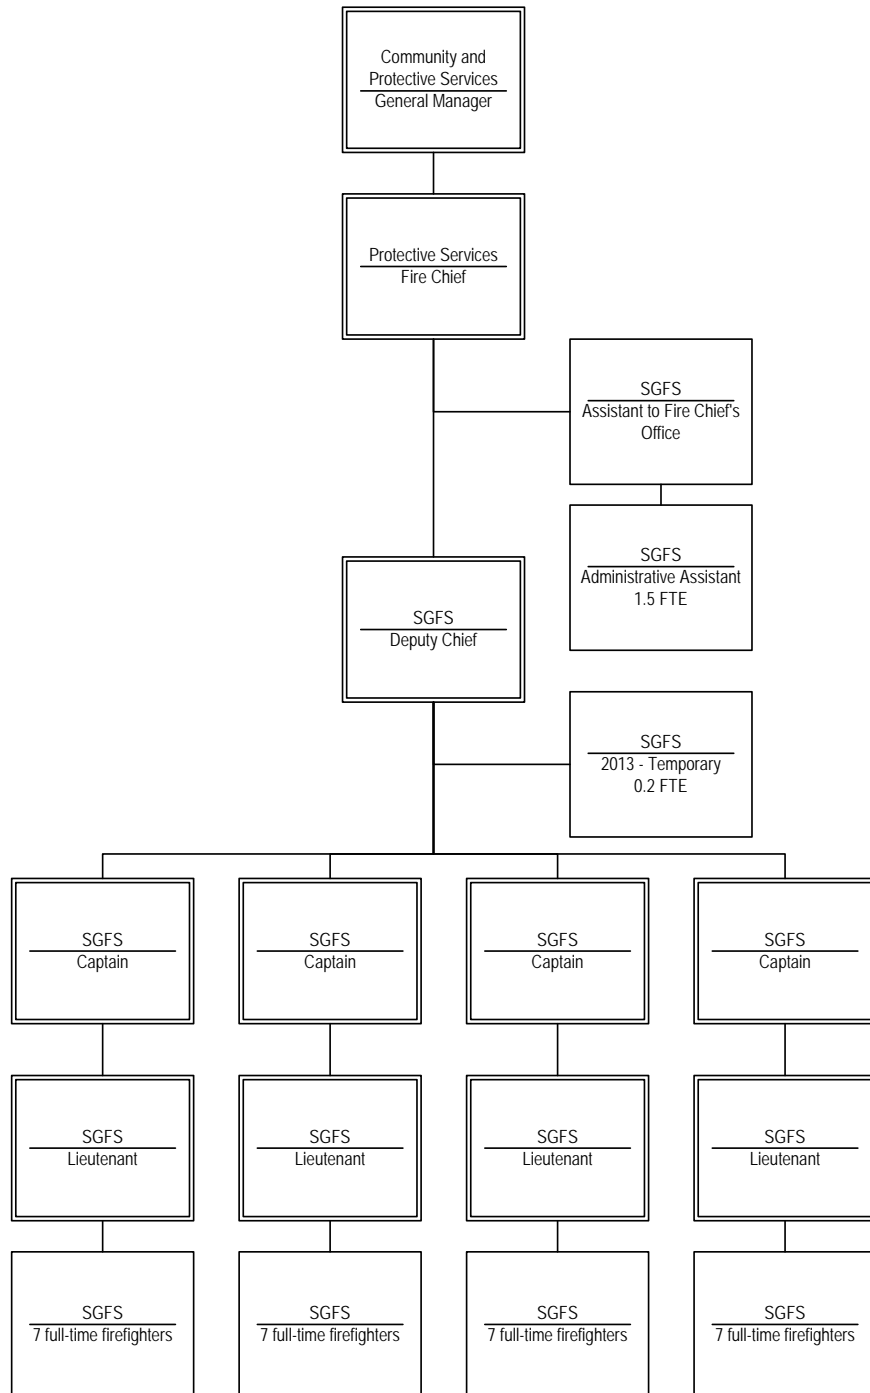 Community and
Protective Services
General Manager
Protective Services
Fire Chief
SGFS
Assistant to Fire Chief's
Office
SGFS
Administrative Assistant
1.5 FTE
SGFS
Deputy Chief
SGFS
2013 - Temporary
0.2 FTE
SGFS
Captain
SGFS
Captain
SGFS
Captain
SGFS
Captain
SGFS
Lieutenant
SGFS
Lieutenant
SGFS
Lieutenant
SGFS
Lieutenant
SGFS
7 full-time firefighters
SGFS
7 full-time firefighters
SGFS
7 full-time firefighters
SGFS
7 full-time firefighters